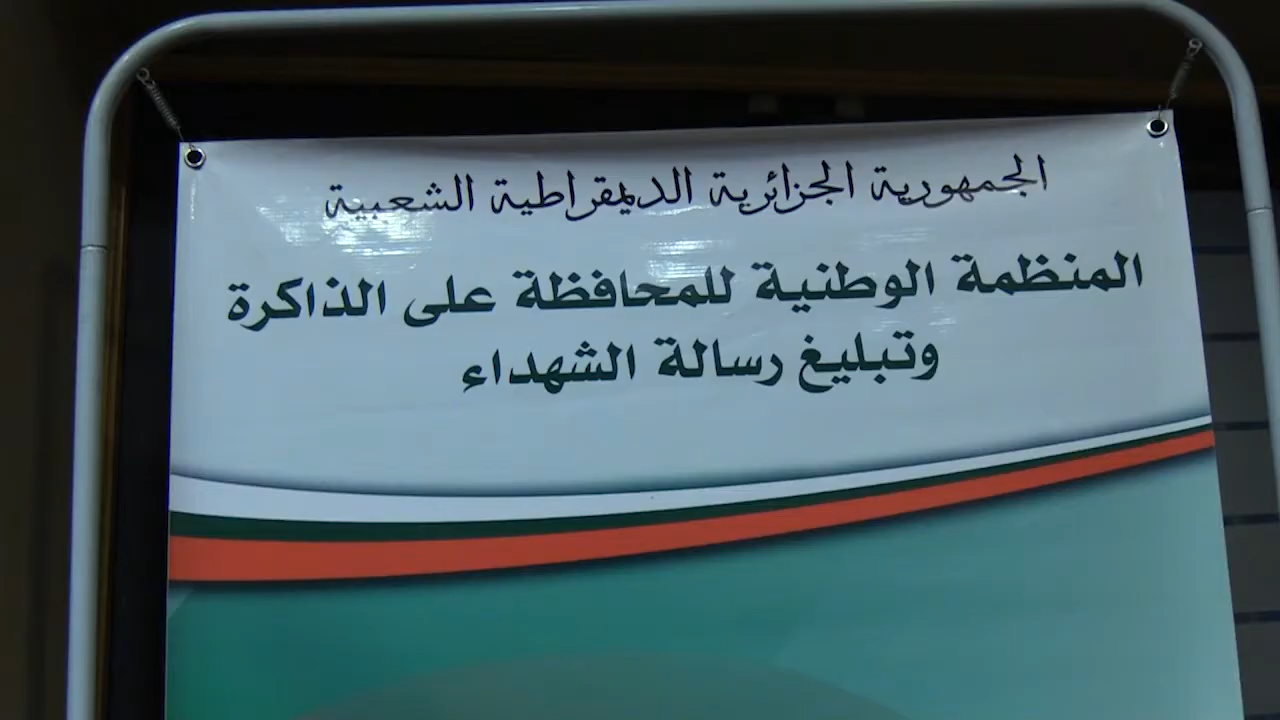 الجمهورية الجزائرية الديمقراطية الشعبية
المنظمة الوطنية للمحافظة على الذاكرة
وتبليغ رسالة الشهداء